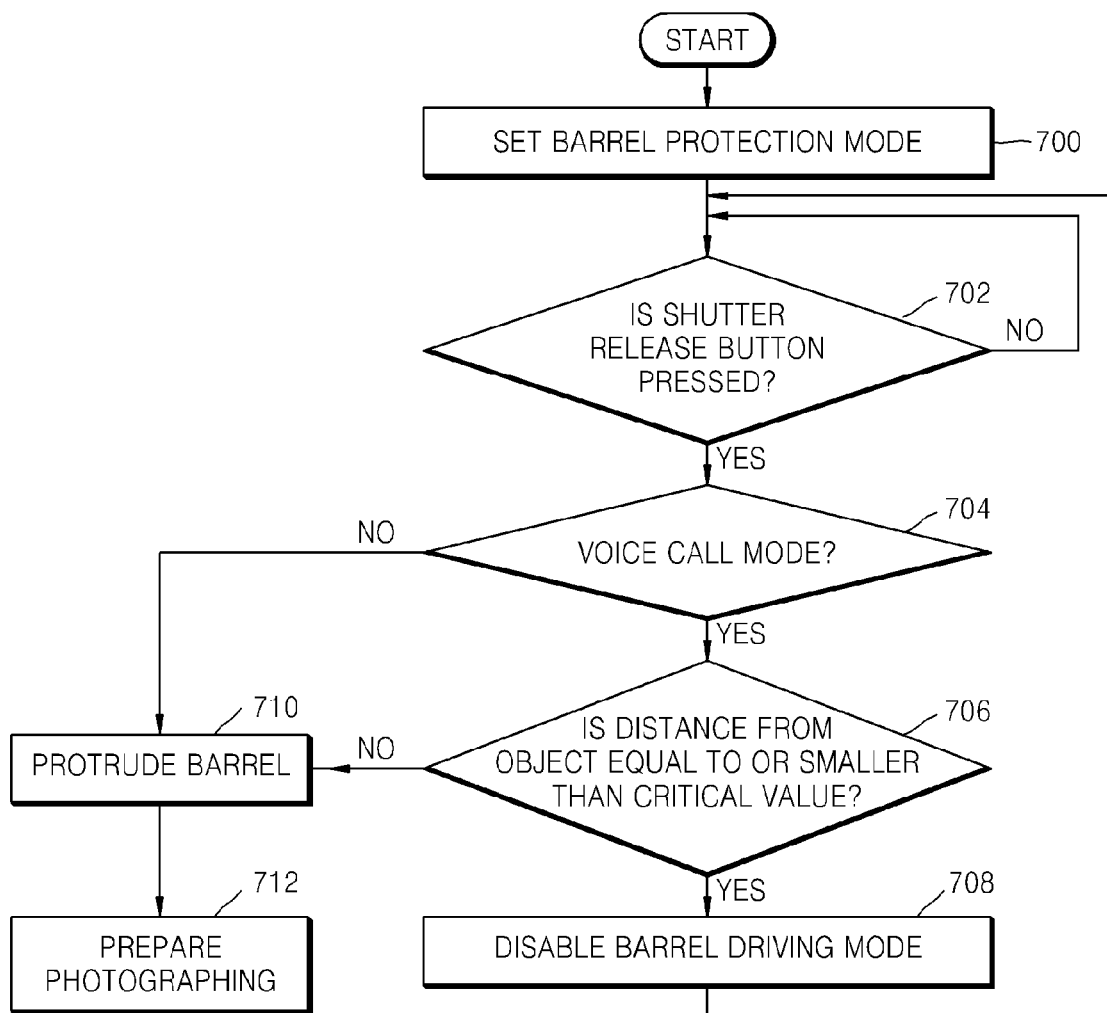 START
SET BARREL PROTECTION MODE
700
702
IS SHUTTER
RELEASE BUTTON
PRESSED?
NO
YES
704
NO
VOICE CALL MODE?
YES
710
706
IS DISTANCE FROM
OBJECT EQUAL TO OR SMALLER
THAN CRITICAL VALUE?
NO
PROTRUDE BARREL
YES
712
708
PREPARE
PHOTOGRAPHING
DISABLE BARREL DRIVING MODE